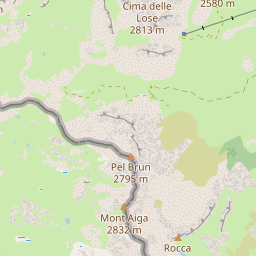 Cima delle
Lose
2813 m
2580 m
Pel Brun
2795 m
Mont Aiga
2832 m
Rocca